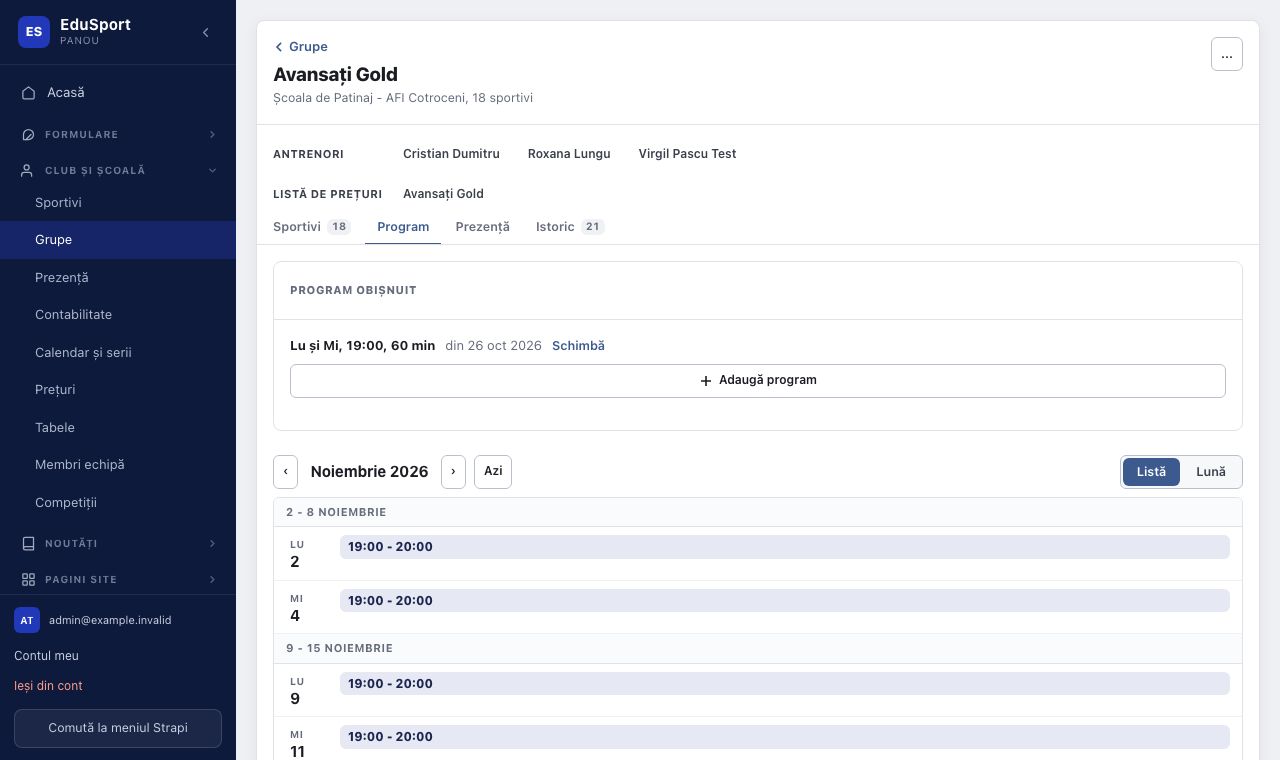 ES
EduSport
PANOU
Acasă
FORMULARE
CLUB ȘI ȘCOALĂ
Sportivi
Grupe
Prezență
Contabilitate
Calendar și serii
Prețuri
Tabele
Membri echipă
Competiții
NOUTĂȚI
PAGINI SITE
AT admin@example.invalid
Contul meu
Ieși din cont
Comută la meniul Strapi
Grupe
...
Avansați Gold
Școala de Patinaj - AFI Cotroceni, 18 sportivi
ANTRENORI Cristian Dumitru Roxana Lungu Virgil Pascu Test
LISTĂ DE PREȚURI Avansați Gold
Sportivi 18 Program Prezență Istoric 21
PROGRAM OBIȘNUIT
Lu și Mi, 19:00, 60 min din 26 oct 2026 Schimbă
+ Adaugă program
‹ Noiembrie 2026 › Azi Listă Lună
2 - 8 NOIEMBRIE
LU
2
19:00 - 20:00
MI
4
19:00 - 20:00
9 - 15 NOIEMBRIE
LU
9
19:00 - 20:00
MI
11
19:00 - 20:00